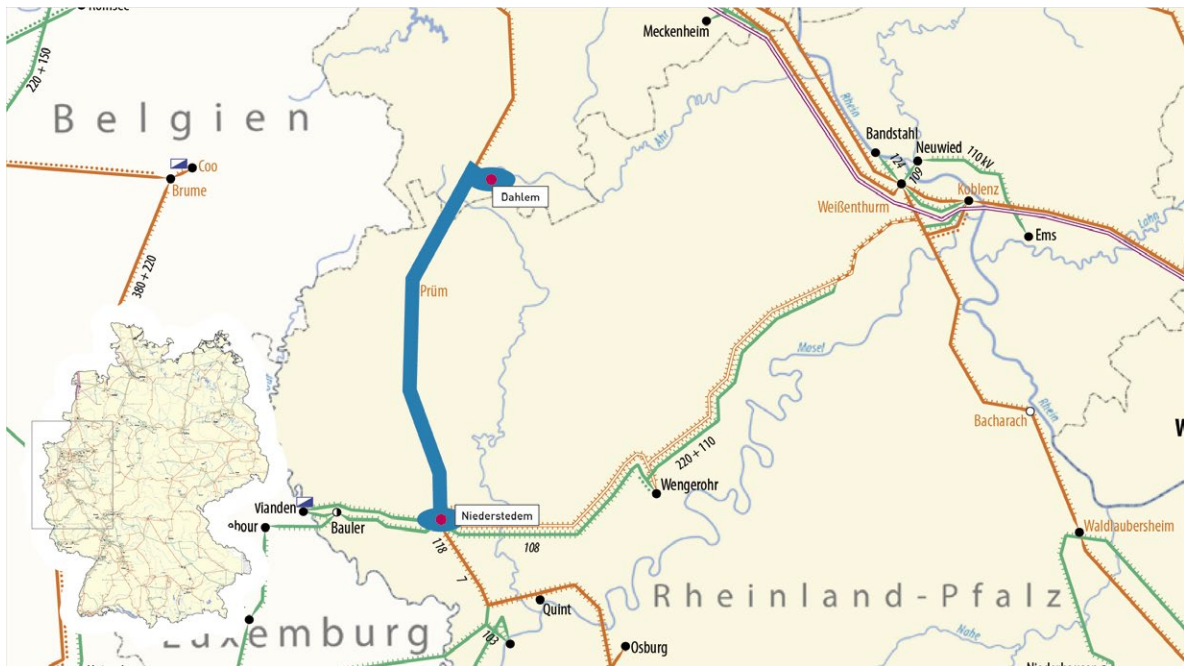 220 + 150
Meckenheim
Belgien
Rhein
Ahr
Bandstahl
Neuwied
110 kV
124
109
Coo
Brume
Dahlem
Koblenz
Weißenthurm
Lahn
Ems
380 + 220
Prüm
Mosel
Rhein
Bacharach
W
220 + 110
Wengerohr
Vianden
Niederstedem
Bauler
118
108
Waldlaubersheim
7
Rheinland-Pfalz
Quint
Luxemburg
103
Osburg
Nahe